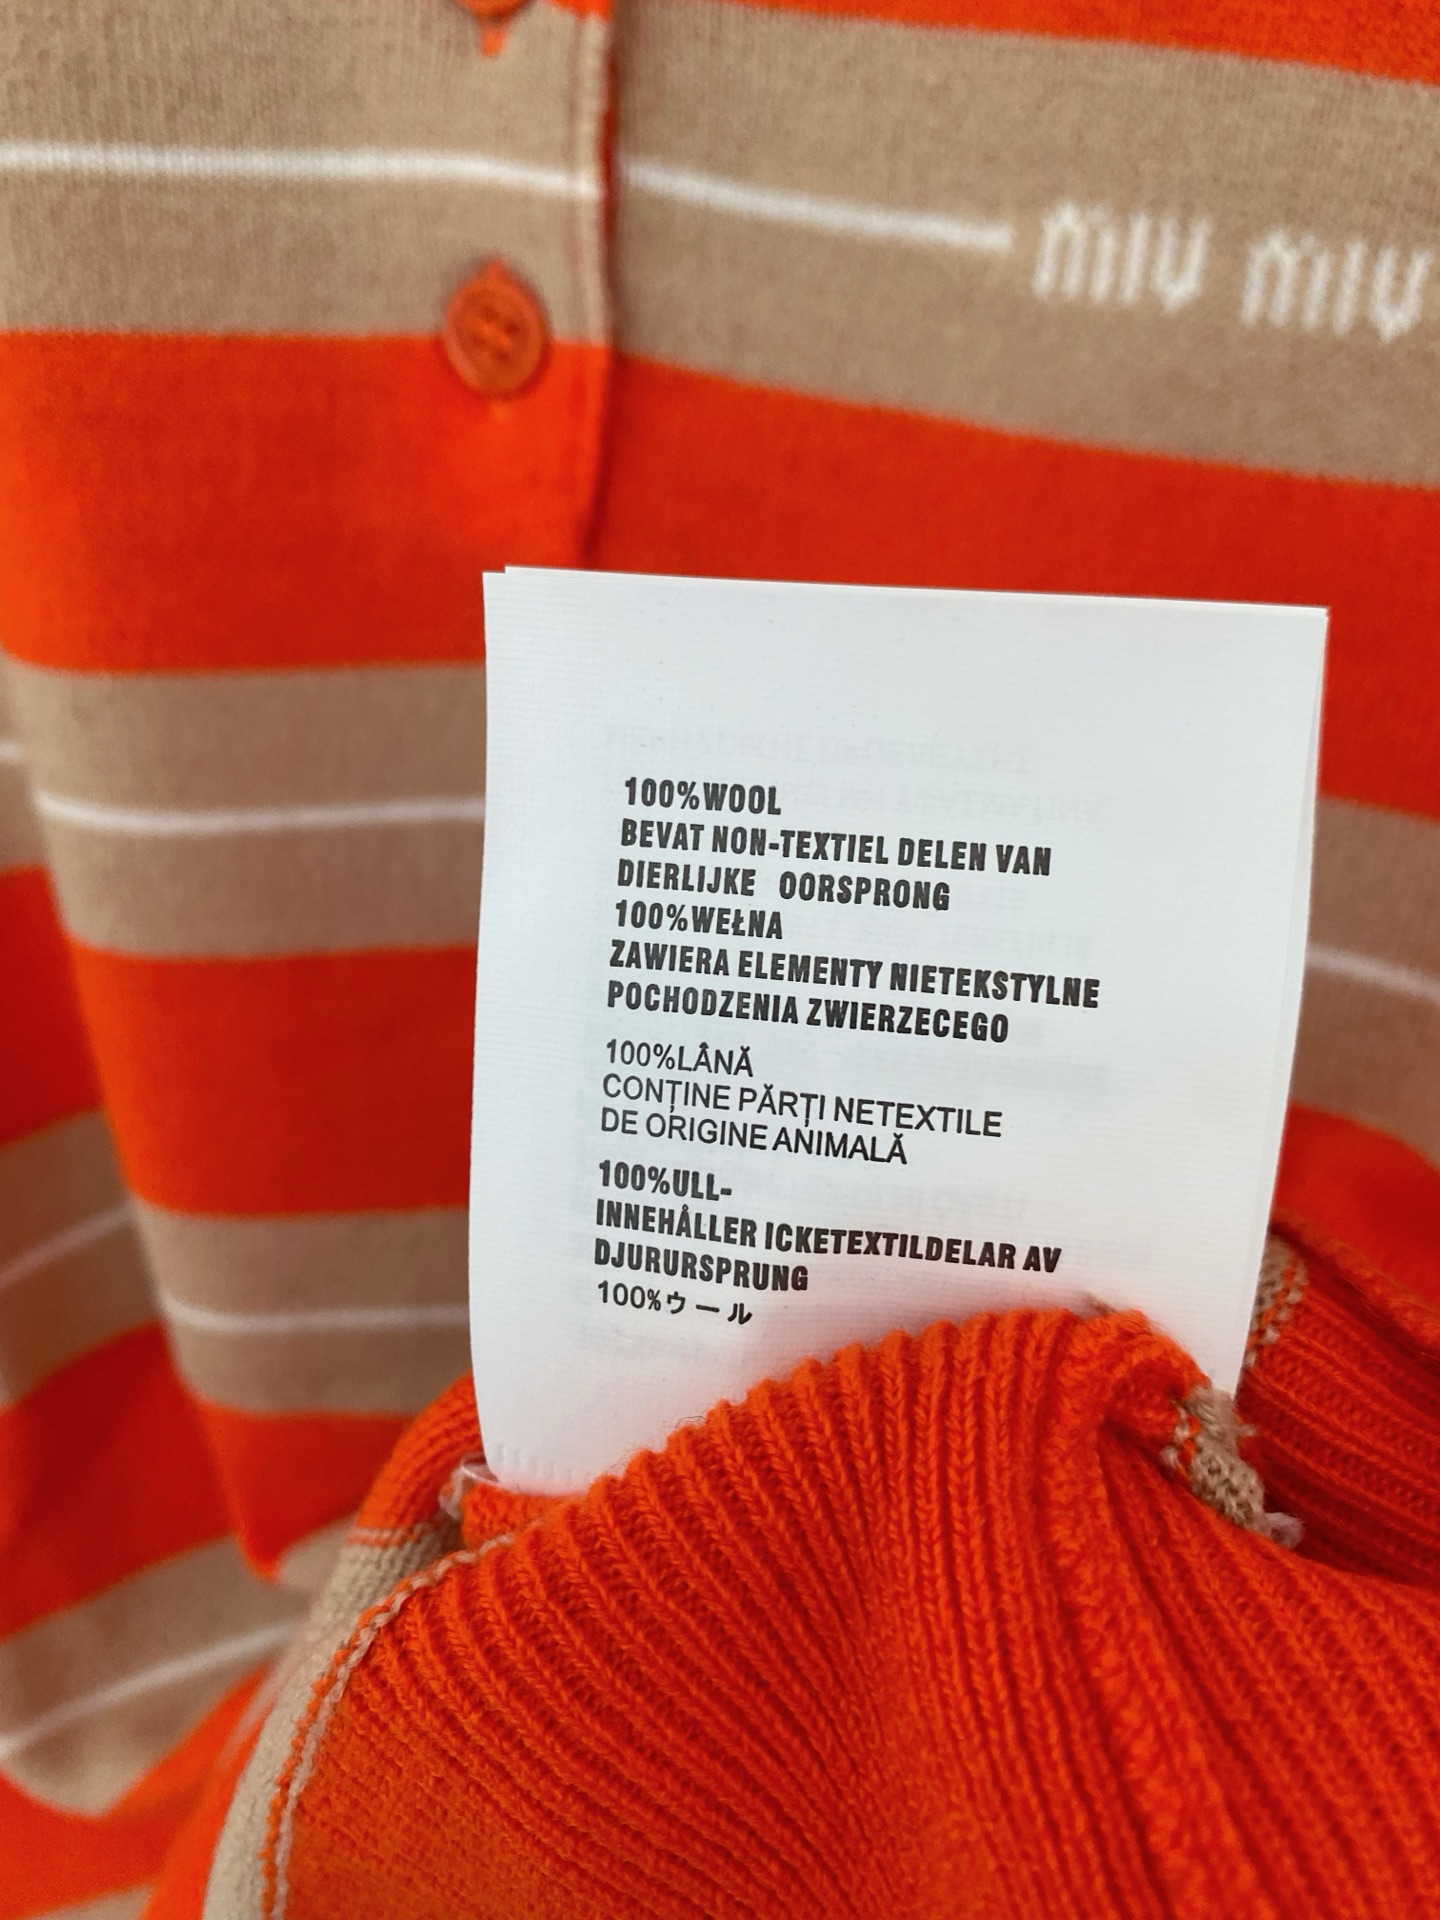 MIU MIU
100%WOOL
BEVAT NON-TEXTIEL DELEN VAN
DIERLIJKE OORSPRONG
100%WEŁNA
ZAWIERA ELEMENTY NIETEKSTYLNE
POCHODZENIA ZWIERZECEGO
100%LÂNĂ
CONȚINE PĂRȚI NETEXTILE
DE ORIGINE ANIMALĂ
100%ULL-
INNEHÅLLER ICKETEXTILDELAR AV
DJURURSPRUNG
100%ウール